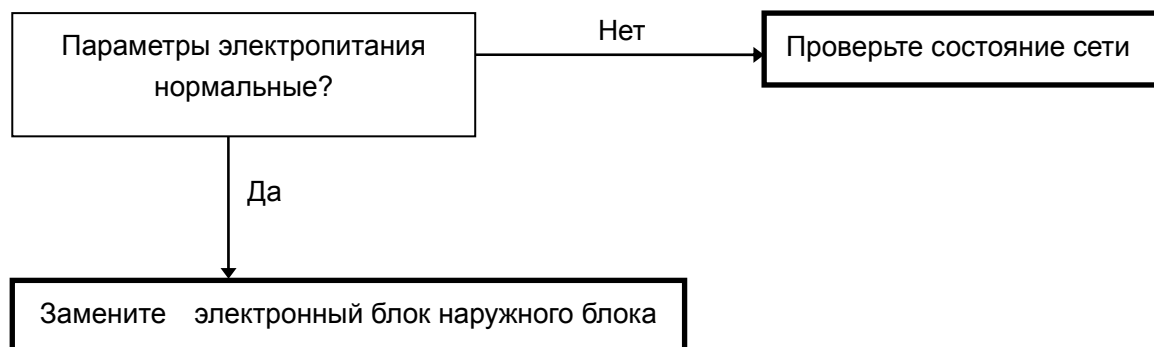 Параметры электропитания
нормальные?
Нет
Проверьте состояние сети
Да
Замените электронный блок наружного блока